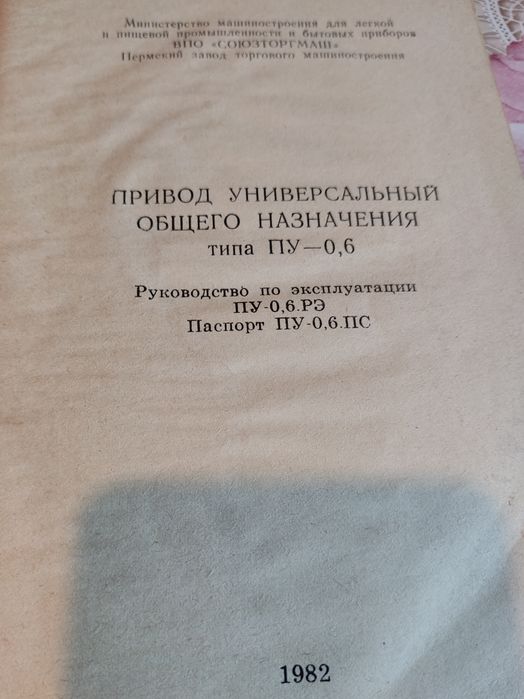 Министерство машиностроения для легкой
и пищевой промышленности и бытовых приборов
ВПО «СОЮЗТОРГМАШ»
Пермский завод торгового машиностроения
ПРИВОД УНИВЕРСАЛЬНЫЙ
ОБЩЕГО НАЗНАЧЕНИЯ
типа ПУ—0,6
Руководство по эксплуатации
ПУ-0,6.РЭ
Паспорт ПУ-0,6.ПС
1982